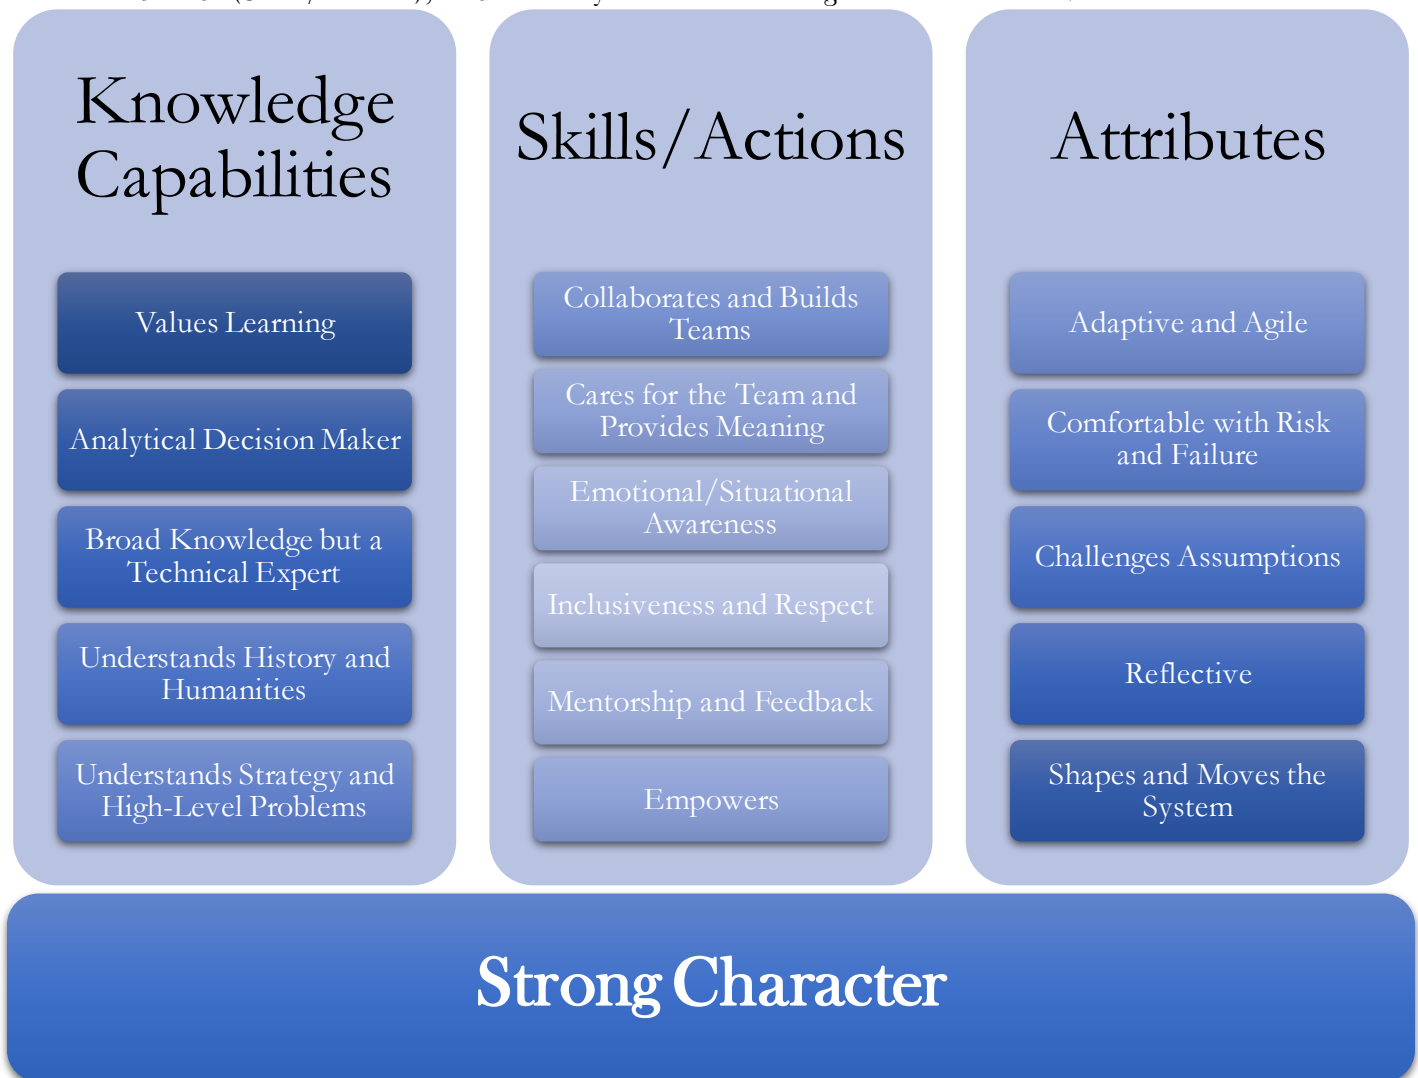 Knowledge
Capabilities
Values Learning
Analytical Decision Maker
Broad Knowledge but a
Technical Expert
Understands History and
Humanities
Understands Strategy and
High-Level Problems
Skills/Actions
Collaborates and Builds
Teams
Cares for the Team and
Provides Meaning
Emotional/Situational
Awareness
Inclusiveness and Respect
Mentorship and Feedback
Empowers
Attributes
Adaptive and Agile
Comfortable with Risk
and Failure
Challenges Assumptions
Reflective
Shapes and Moves the
System
Strong Character